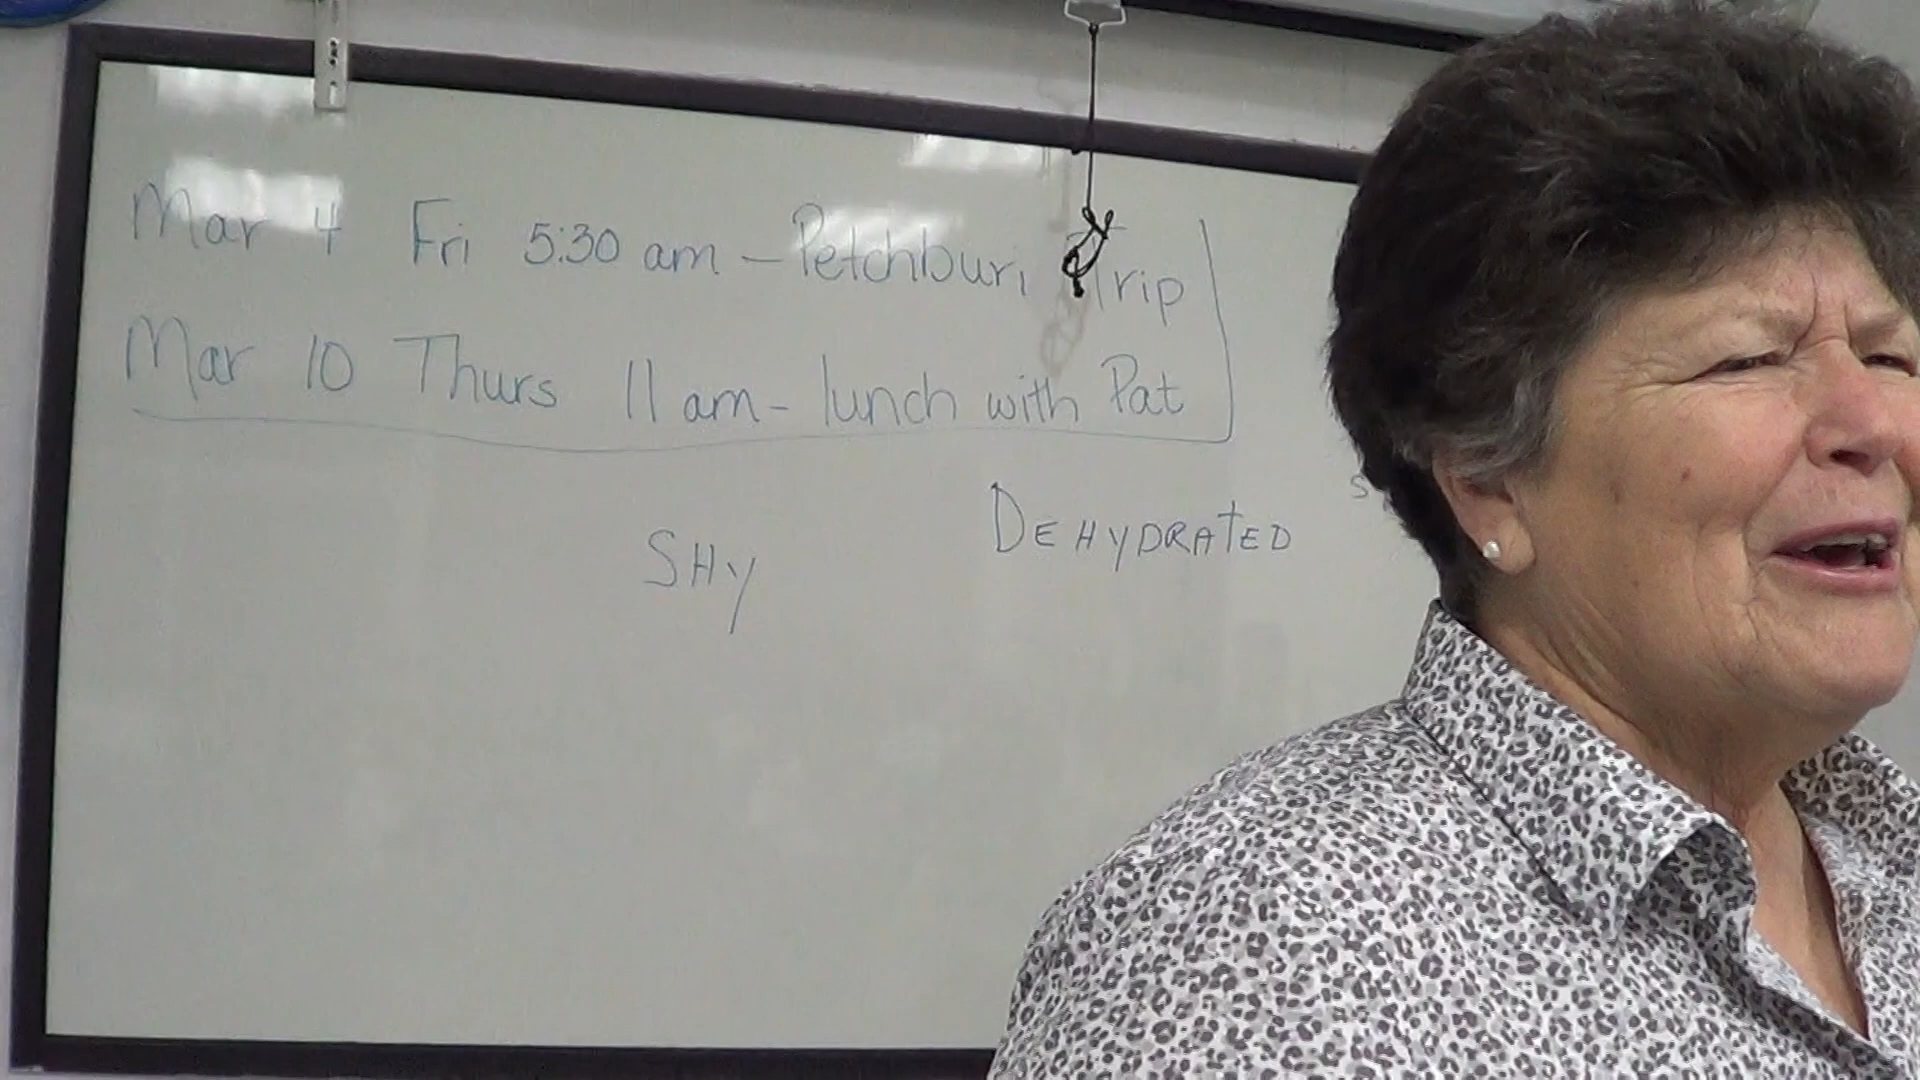 Mar 4 Fri 5:30 am - Petchburi Trip
Mar 10 Thurs 11 am - lunch with Pat
DEHYDRATED
SHY